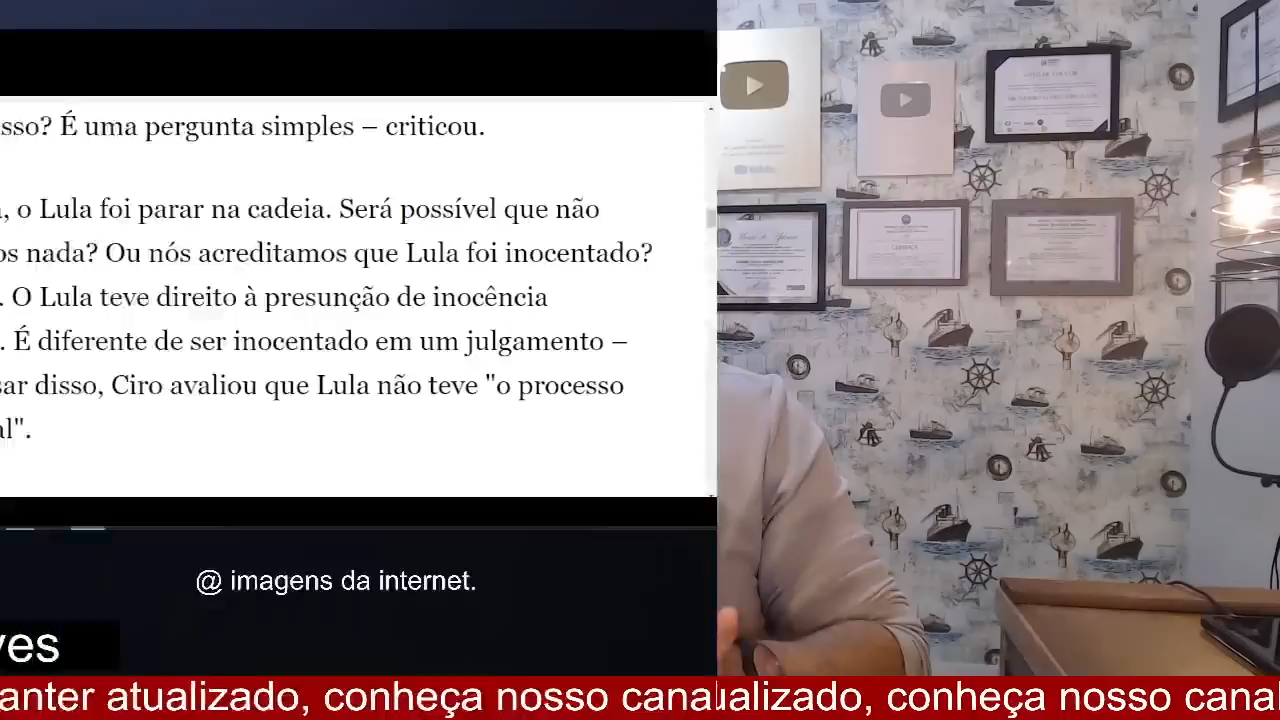 sso? É uma pergunta simples – criticou.
, o Lula foi parar na cadeia. Será possível que não
os nada? Ou nós acreditamos que Lula foi inocentado?
. O Lula teve direito à presunção de inocência
. É diferente de ser inocentado em um julgamento –
sar disso, Ciro avaliou que Lula não teve "o processo
al".
@ imagens da internet.
ves
anter atualizado, conheça nosso canaualizado, conheça nosso canal